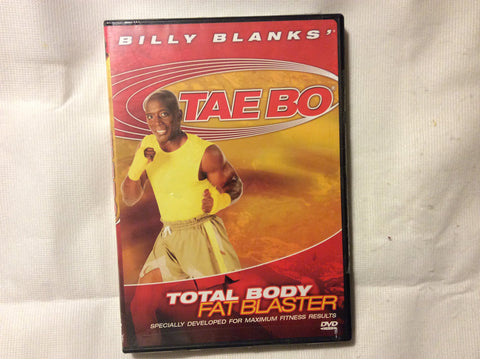 BILLY BLANKS'
TAE BO®
TOTAL BODY
FAT BLASTER
SPECIALLY DEVELOPED FOR MAXIMUM FITNESS RESULTS
DVD